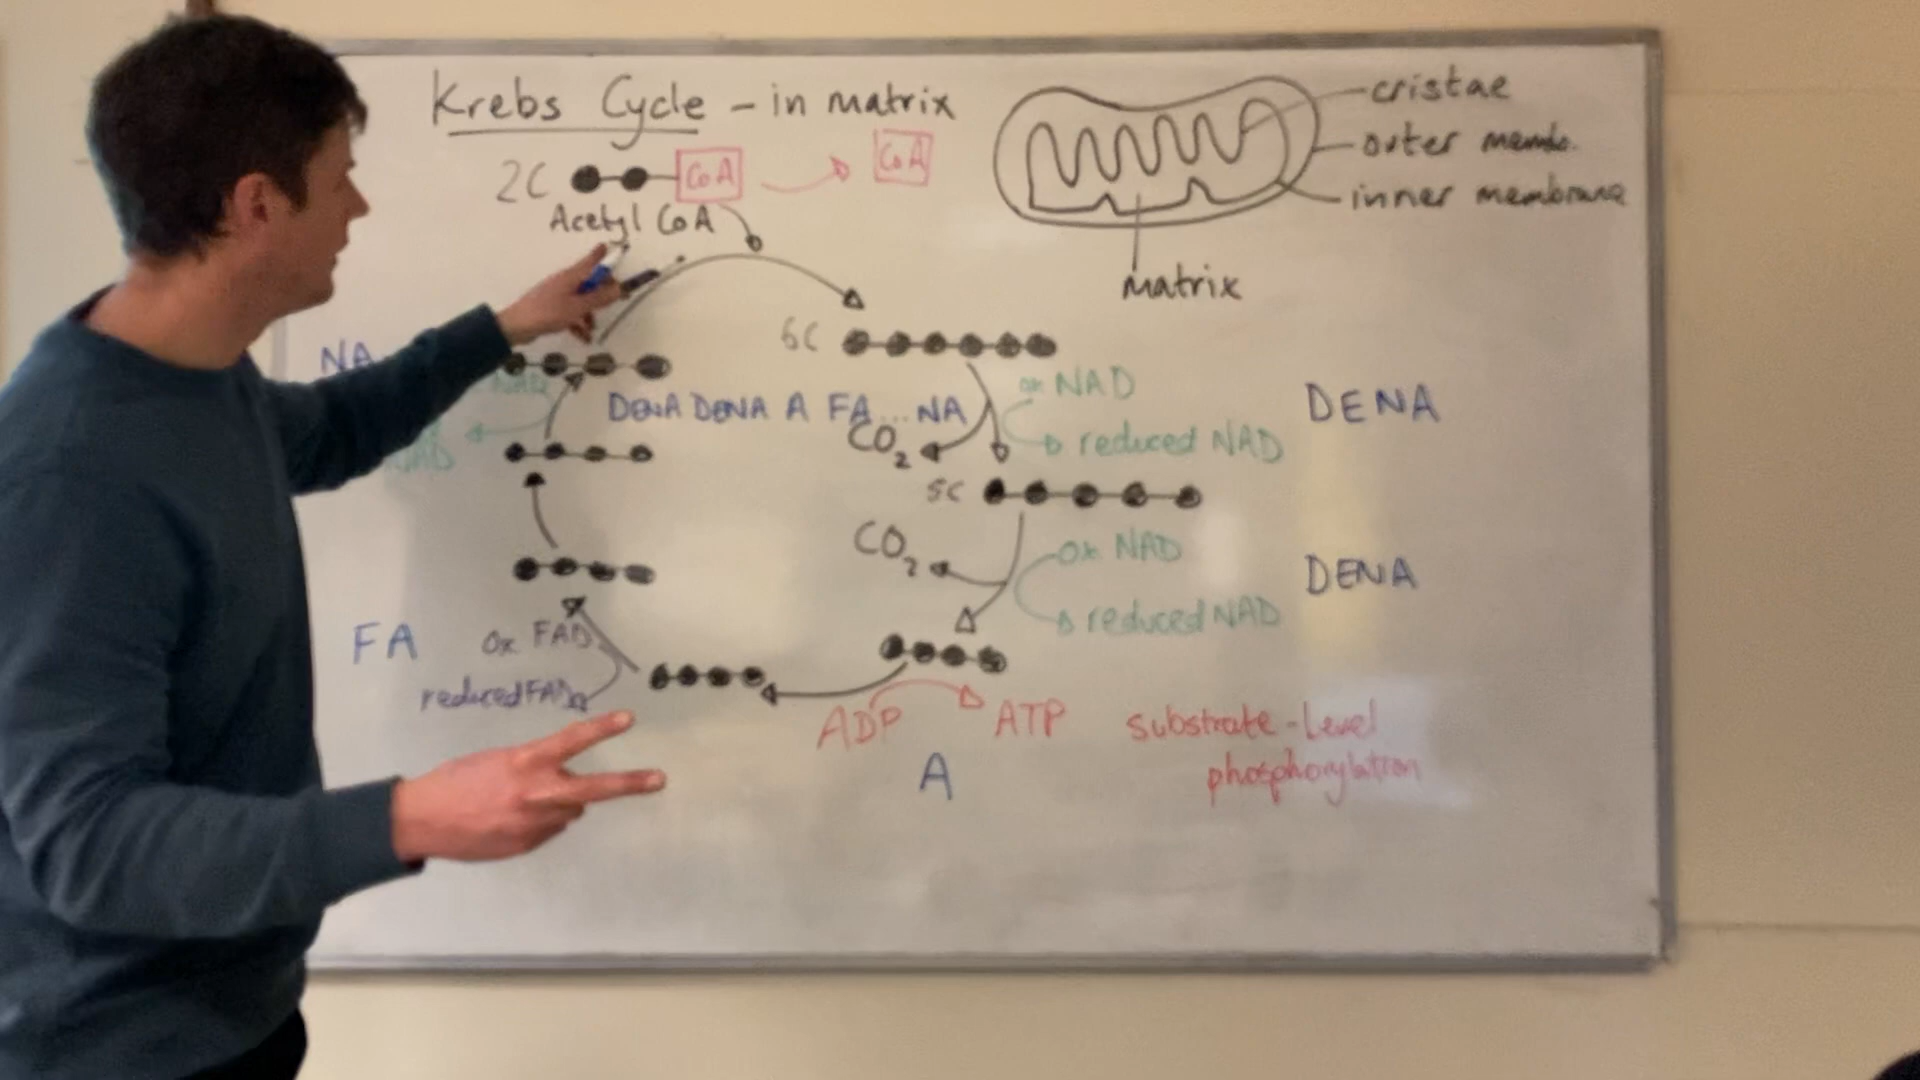 Krebs Cycle - in matrix
cristae
outer memb.
inner membrane
matrix
2C
CoA
CoA
Acetyl CoA
6C
NA
NAD
DENA DENA A FA...NA
ox NAD
CO2
reduced NAD
DENA
NAD
5C
CO2
ox NAD
reduced NAD
DENA
FA
ox FAD
reduced FAD
ADP
ATP
substrate-level
phosphorylation
A